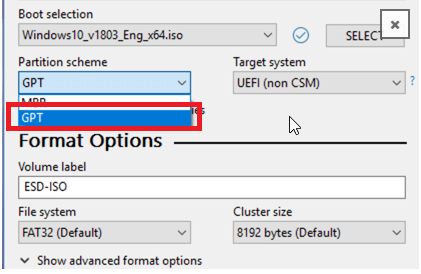 Boot selection
Windows10_v1803_Eng_x64.iso SELECT
Partition scheme Target system
GPT UEFI (non CSM) ?
MBR
GPT
Format Options
Volume label
ESD-ISO
File system Cluster size
FAT32 (Default) 8192 bytes (Default)
Show advanced format options